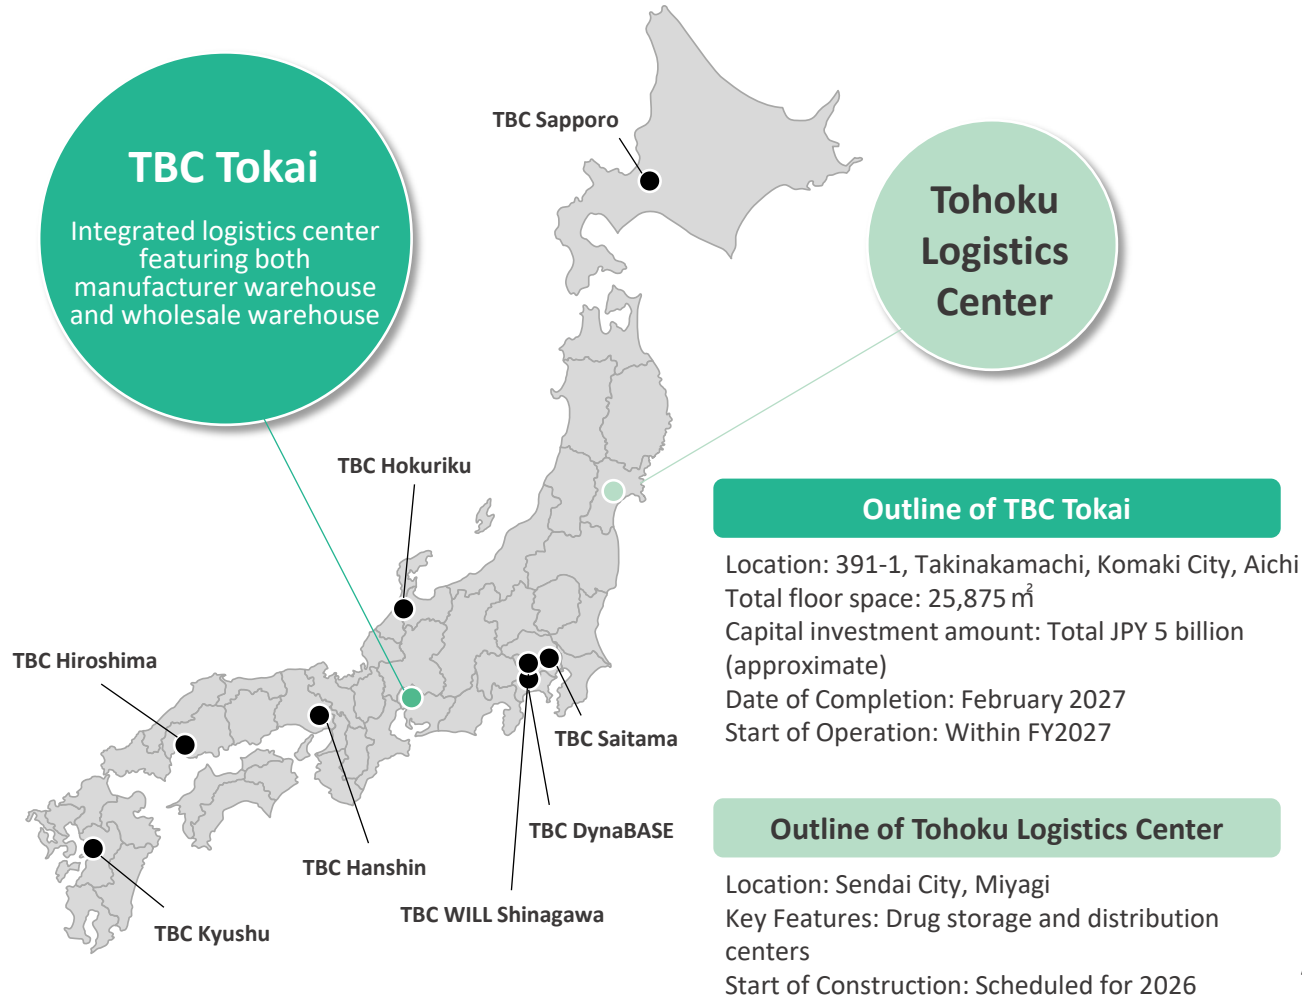 TBC Sapporo
TBC Tokai
Integrated logistics center
featuring both
manufacturer warehouse
and wholesale warehouse
Tohoku
Logistics
Center
TBC Hokuriku
TBC Hiroshima
TBC Saitama
TBC DynaBASE
TBC Hanshin
TBC WILL Shinagawa
TBC Kyushu
Outline of TBC Tokai
Location: 391-1, Takinakamachi, Komaki City, Aichi
Total floor space: 25,875㎡
Capital investment amount: Total JPY 5 billion
(approximate)
Date of Completion: February 2027
Start of Operation: Within FY2027
Outline of Tohoku Logistics Center
Location: Sendai City, Miyagi
Key Features: Drug storage and distribution
centers
Start of Construction: Scheduled for 2026